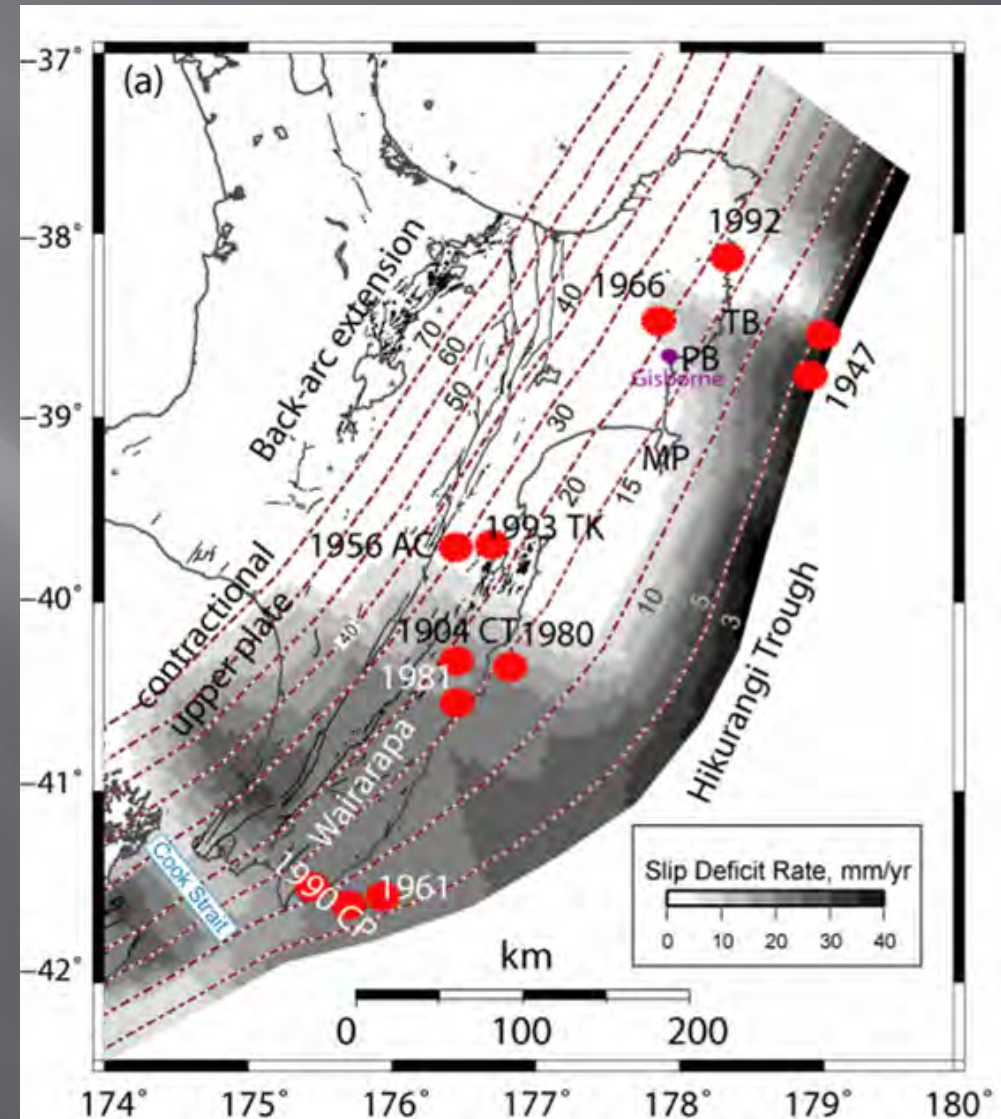 (a)
−37°
−38°
−39°
−40°
−41°
−42°
174°
175°
176°
177°
178°
179°
180°
Back-arc extension
contractional
upper plate
Hikurangi Trough
Wairarapa
Cook Strait
1992
1966
TB
PB
Gisborne
1947
MP
1993 TK
1956 AC
1904 CT
1980
1981
1990 CP
1961
70
60
50
40
30
20
15
10
5
3
40
Slip Deficit Rate, mm/yr
0 10 20 30 40
km
0 100 200